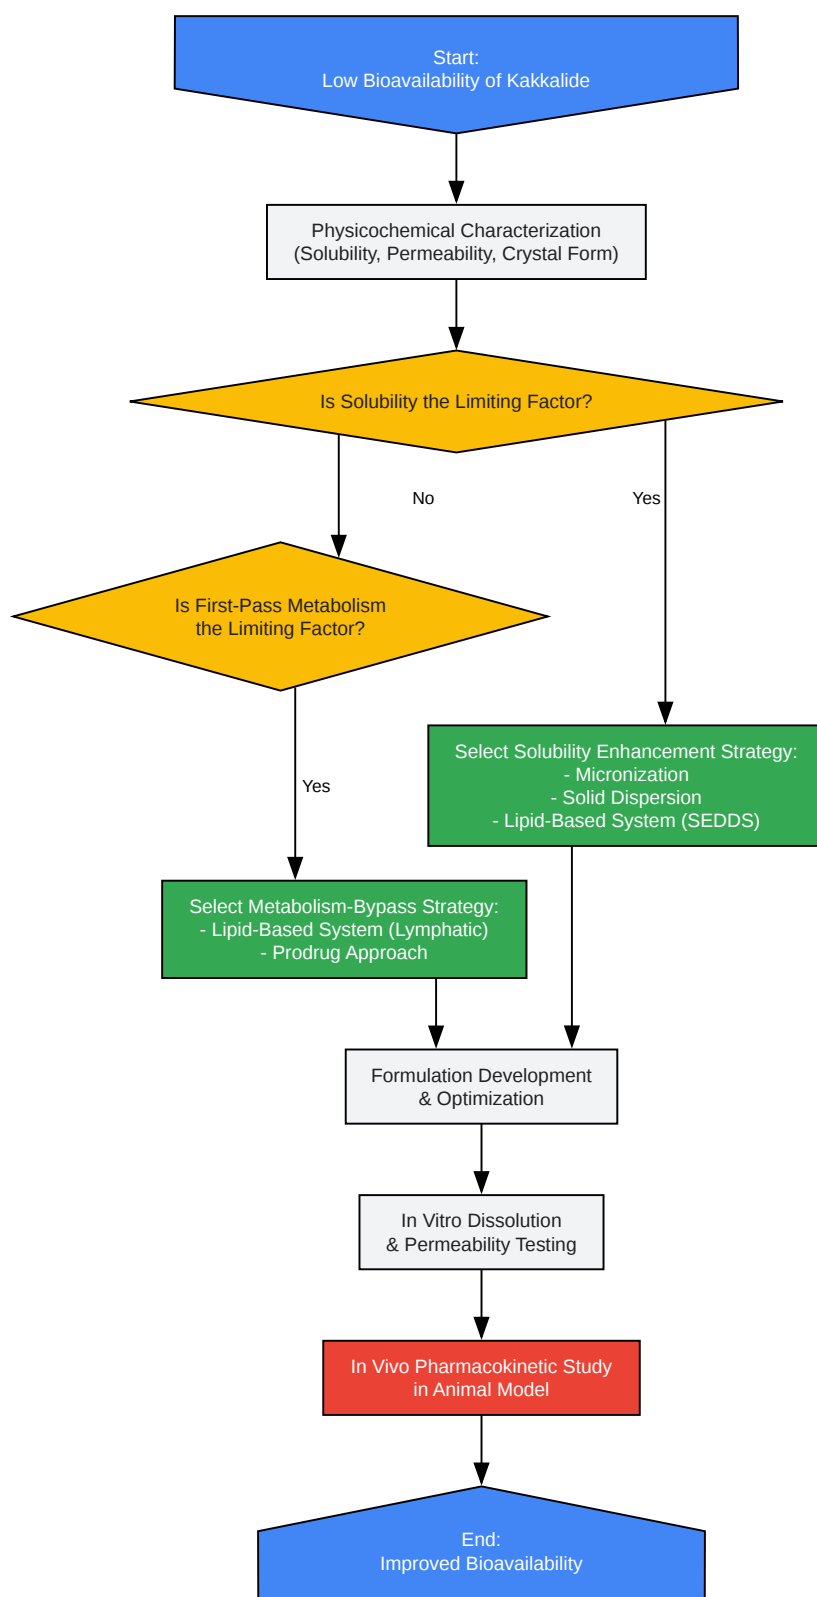 Start:
Low Bioavailability of Kakkalide
Physicochemical Characterization
(Solubility, Permeability, Crystal Form)
Is Solubility the Limiting Factor?
No
Yes
Is First-Pass Metabolism
the Limiting Factor?
Select Solubility Enhancement Strategy:
- Micronization
- Solid Dispersion
- Lipid-Based System (SEDDS)
Yes
Select Metabolism-Bypass Strategy:
- Lipid-Based System (Lymphatic)
- Prodrug Approach
Formulation Development
& Optimization
In Vitro Dissolution
& Permeability Testing
In Vivo Pharmacokinetic Study
in Animal Model
End:
Improved Bioavailability